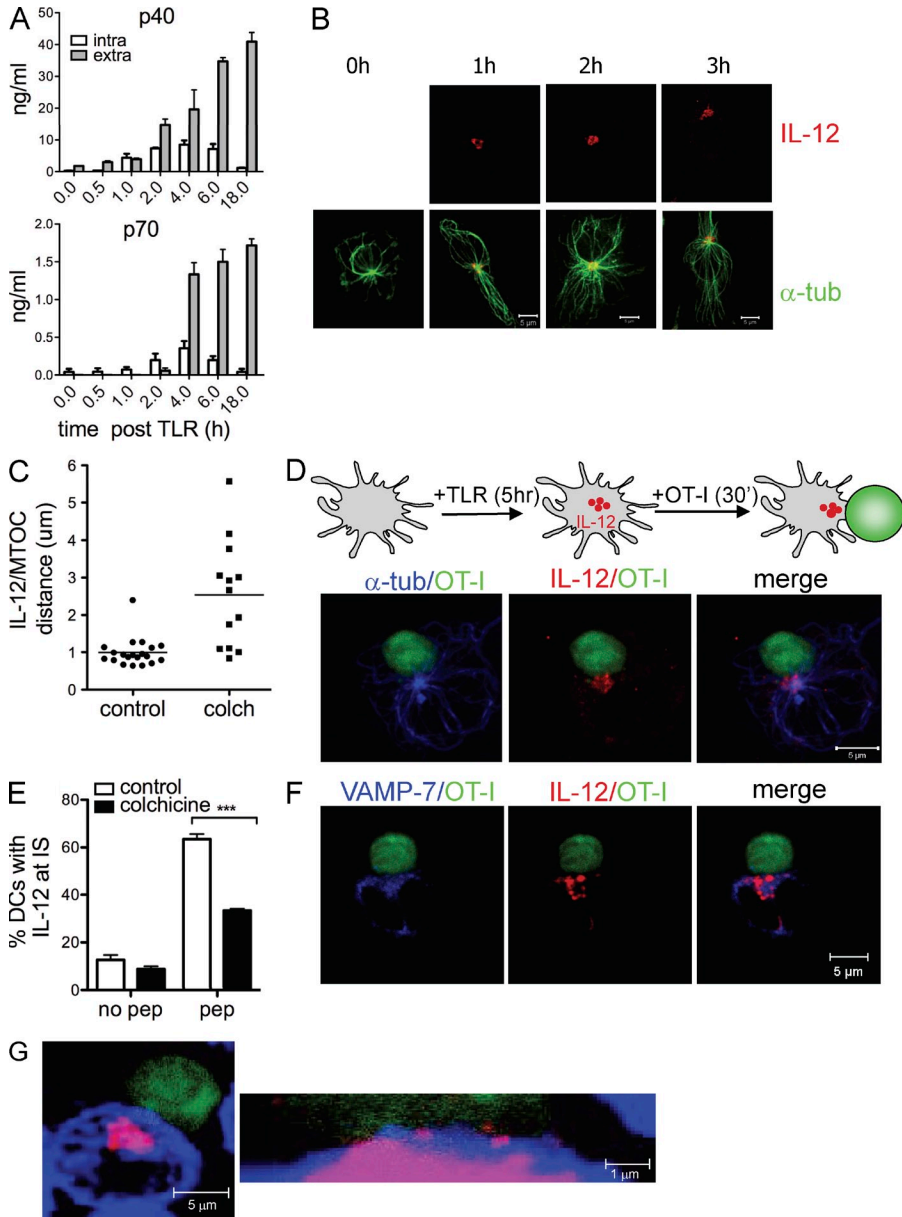 A
p40
intra
extra
ng/ml
50
40
30
20
10
0
0.0 0.5 1.0 2.0 4.0 6.0 18.0
p70
ng/ml
2.0
1.5
1.0
0.5
0.0
0.0 0.5 1.0 2.0 4.0 6.0 18.0
time post TLR (h)
B
0h 1h 2h 3h
IL-12
α-tub
5 µm
5 µm
C
IL-12/MTOC
distance (um)
6
5
4
3
2
1
0
control colch
D
+TLR (5hr)
IL-12
+OT-I (30')
α-tub/OT-I IL-12/OT-I merge
5 µm
E
control
colchicine
***
% DCs with
IL-12 at IS
80
60
40
20
0
no pep pep
F
VAMP-7/OT-I IL-12/OT-I merge
5 µm
G
5 µm
1 µm